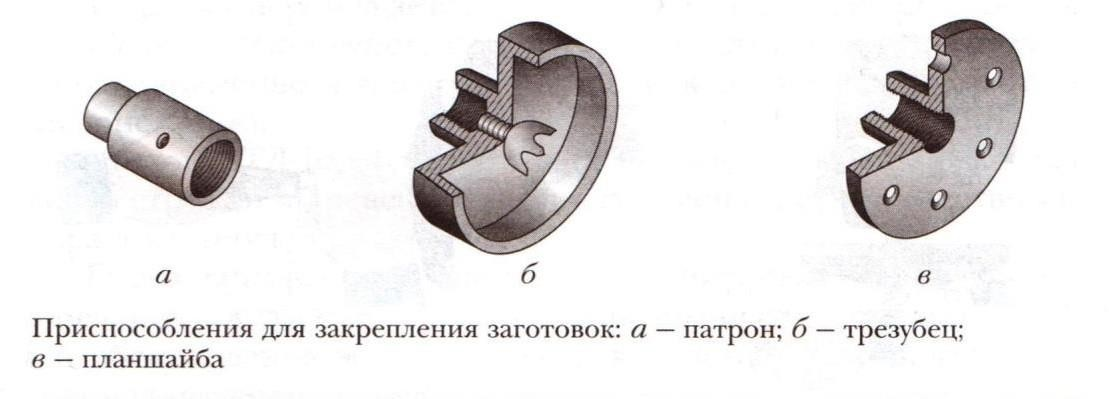 а
б
в
Приспособления для закрепления заготовок: а — патрон; б — трезубец;
в — планшайба